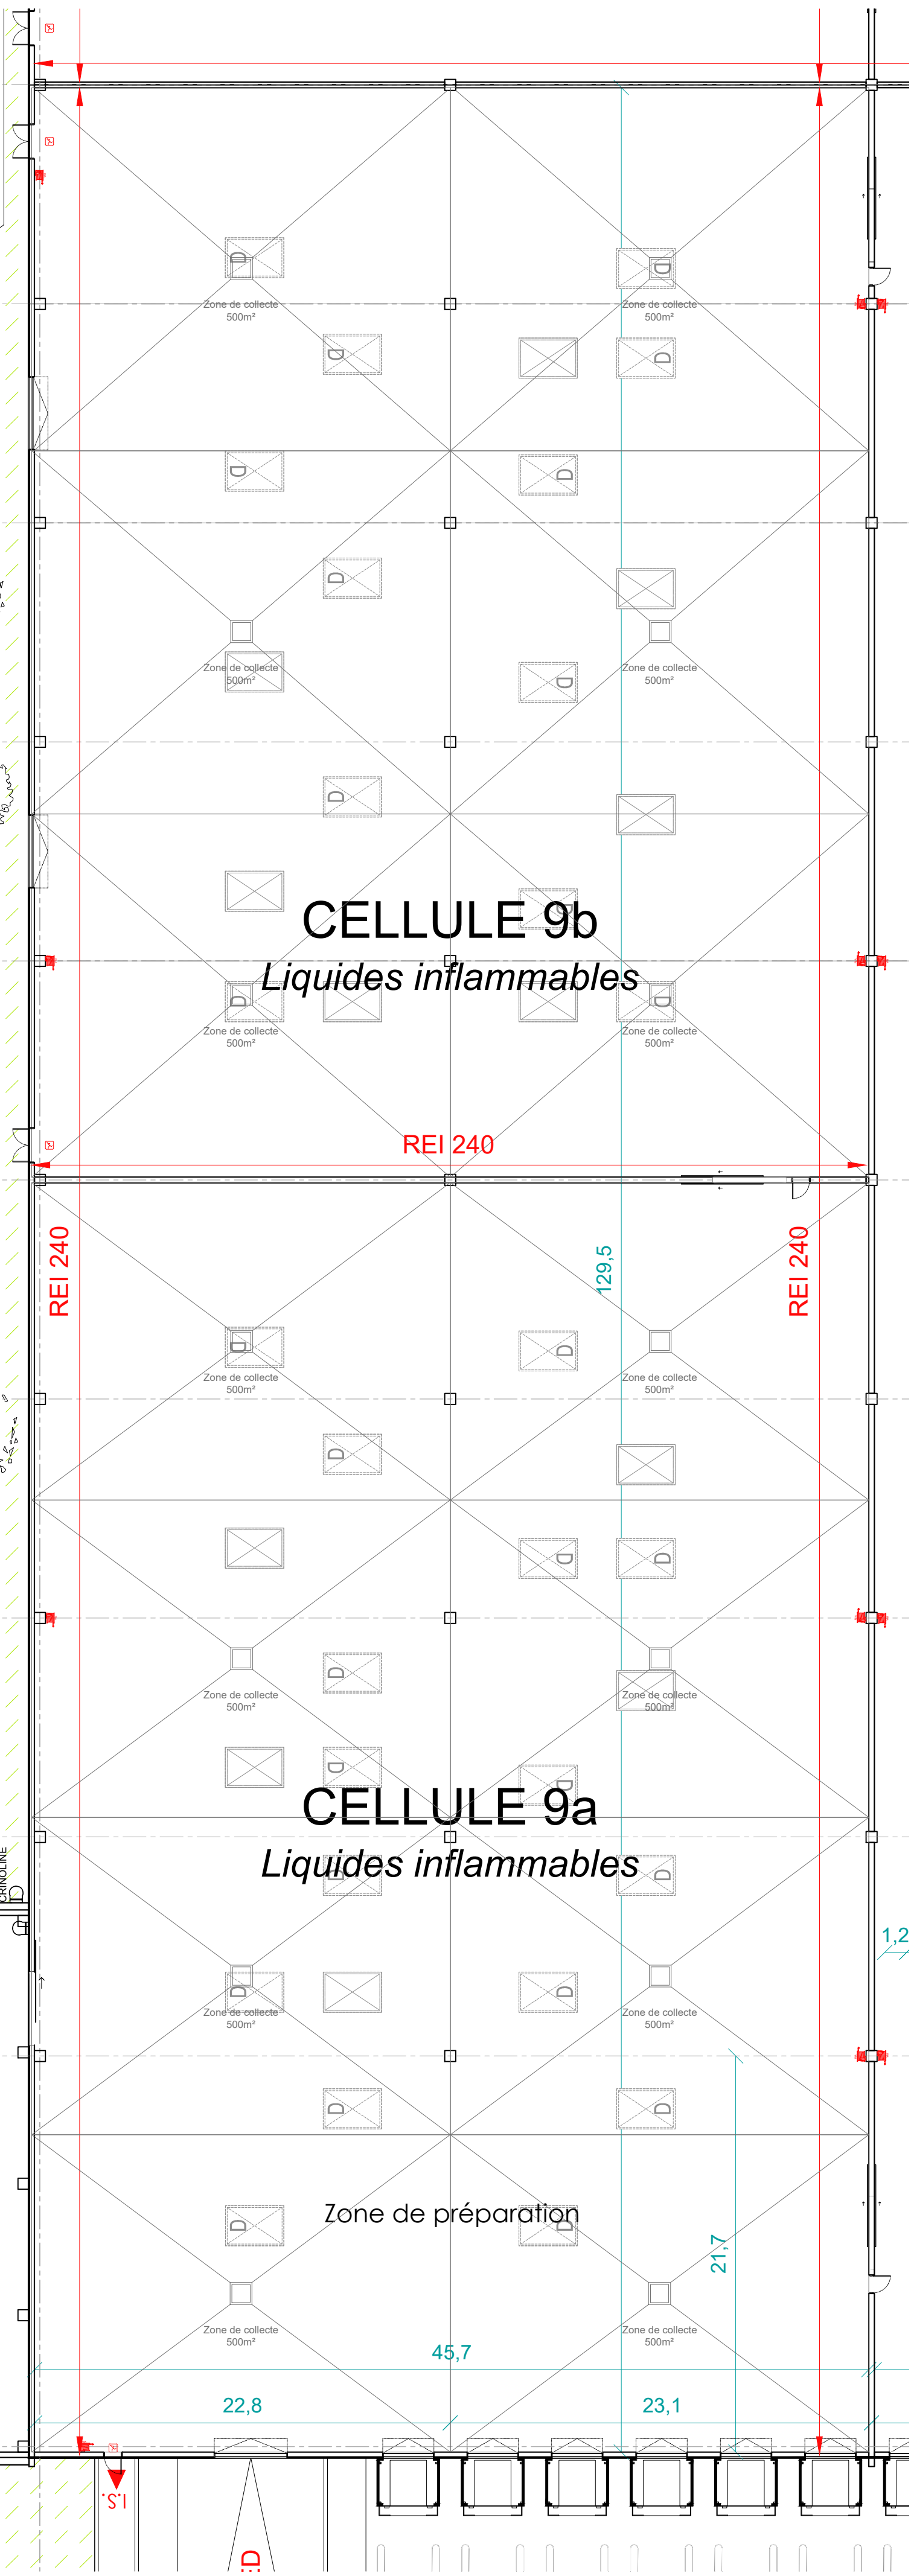 D
D
Zone de collecte
500m²
Zone de collecte
500m²
D
D
D
D
D
Zone de collecte
500m²
Zone de collecte
500m²
D
D
CELLULE 9b
D
Liquides inflammables
D
D
Zone de collecte
500m²
Zone de collecte
500m²
REI 240
REI 240
129,5
REI 240
D
D
Zone de collecte
500m²
Zone de collecte
500m²
D
D
D
D
Zone de collecte
500m²
Zone de collecte
500m²
D
D
CELLULE 9a
Liquides inflammables
D
D
CRINOLINE
1,2
D
D
Zone de collecte
500m²
Zone de collecte
500m²
D
D
D
Zone de préparation
D
21,7
Zone de collecte
500m²
Zone de collecte
500m²
45,7
22,8
23,1
I.S.
ED